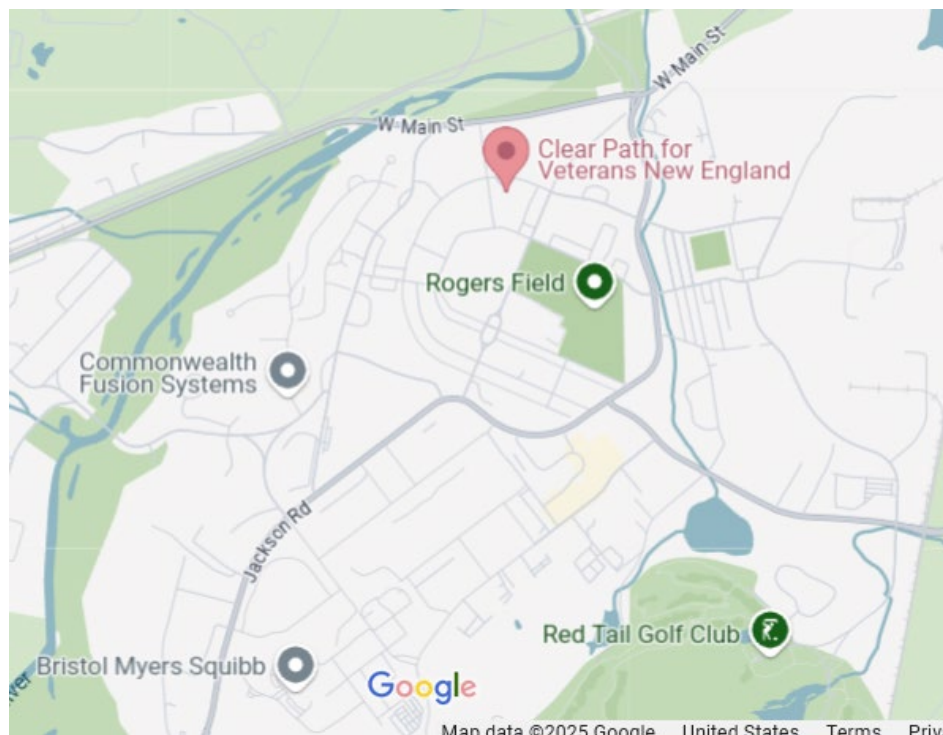 W Main St
W Main St
Clear Path for
Veterans New England
Rogers Field
Commonwealth
Fusion Systems
Jackson Rd
Red Tail Golf Club
Bristol Myers Squibb
Google
Map data ©2025 Google United States Terms